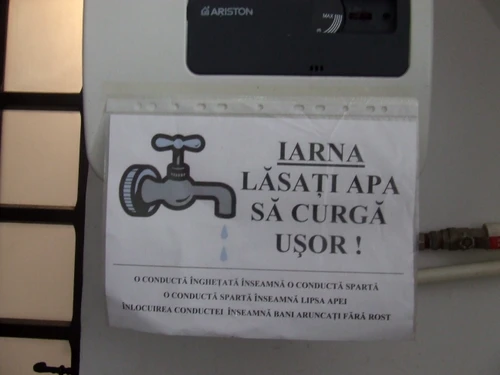 ARISTON
MAX
IARNA
LĂSAȚI APA
SĂ CURGĂ
UȘOR !
O CONDUCTĂ ÎNGHEȚATĂ ÎNSEAMNĂ O CONDUCTĂ SPARTĂ
O CONDUCTĂ SPARTĂ ÎNSEAMNĂ LIPSA APEI
ÎNLOCUIREA CONDUCTEI ÎNSEAMNĂ BANI ARUNCAȚI FĂRĂ ROST